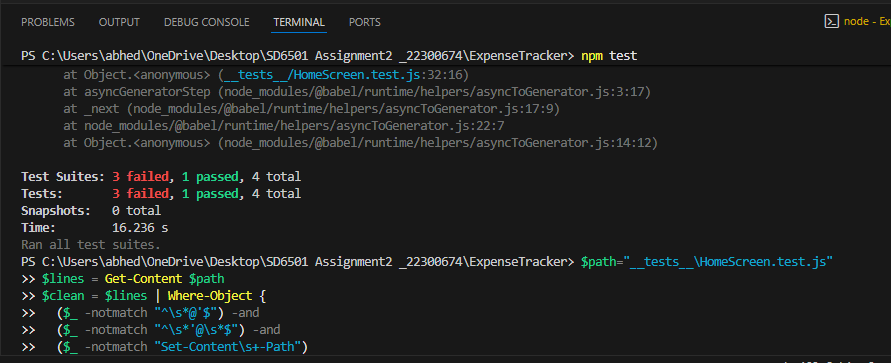 PROBLEMS OUTPUT DEBUG CONSOLE TERMINAL PORTS node - Exp
PS C:\Users\abhed\OneDrive\Desktop\SD6501 Assignment2 _22300674\ExpenseTracker> npm test
at Object.<anonymous> (__tests__/HomeScreen.test.js:32:16)
at asyncGeneratorStep (node_modules/@babel/runtime/helpers/asyncToGenerator.js:3:17)
at _next (node_modules/@babel/runtime/helpers/asyncToGenerator.js:17:9)
at node_modules/@babel/runtime/helpers/asyncToGenerator.js:22:7
at Object.<anonymous> (node_modules/@babel/runtime/helpers/asyncToGenerator.js:14:12)
Test Suites: 3 failed, 1 passed, 4 total
Tests: 3 failed, 1 passed, 4 total
Snapshots: 0 total
Time: 16.236 s
Ran all test suites.
PS C:\Users\abhed\OneDrive\Desktop\SD6501 Assignment2 _22300674\ExpenseTracker> $path="__tests__\HomeScreen.test.js"
>> $lines = Get-Content $path
>> $clean = $lines | Where-Object {
>> ($_ -notmatch "^\s*@'$") -and
>> ($_ -notmatch "^\s*'@\s*$") -and
>> ($_ -notmatch "Set-Content\s+-Path")